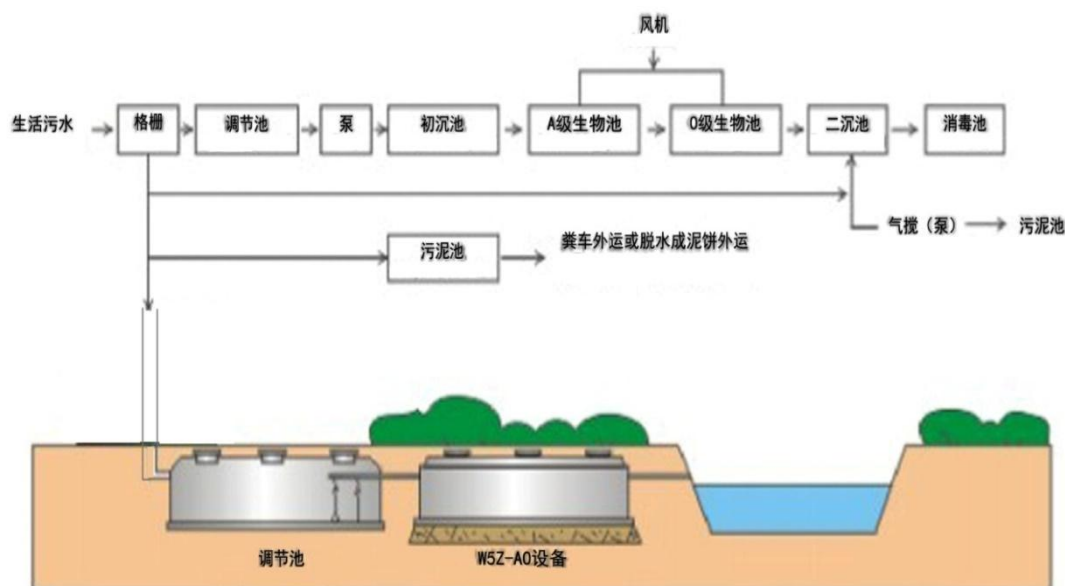 风机
生活污水
格栅
调节池
泵
初沉池
A级生物池
O级生物池
二沉池
消毒池
气搅（泵）
污泥池
污泥池
粪车外运或脱水成泥饼外运
调节池
W5Z-AO设备